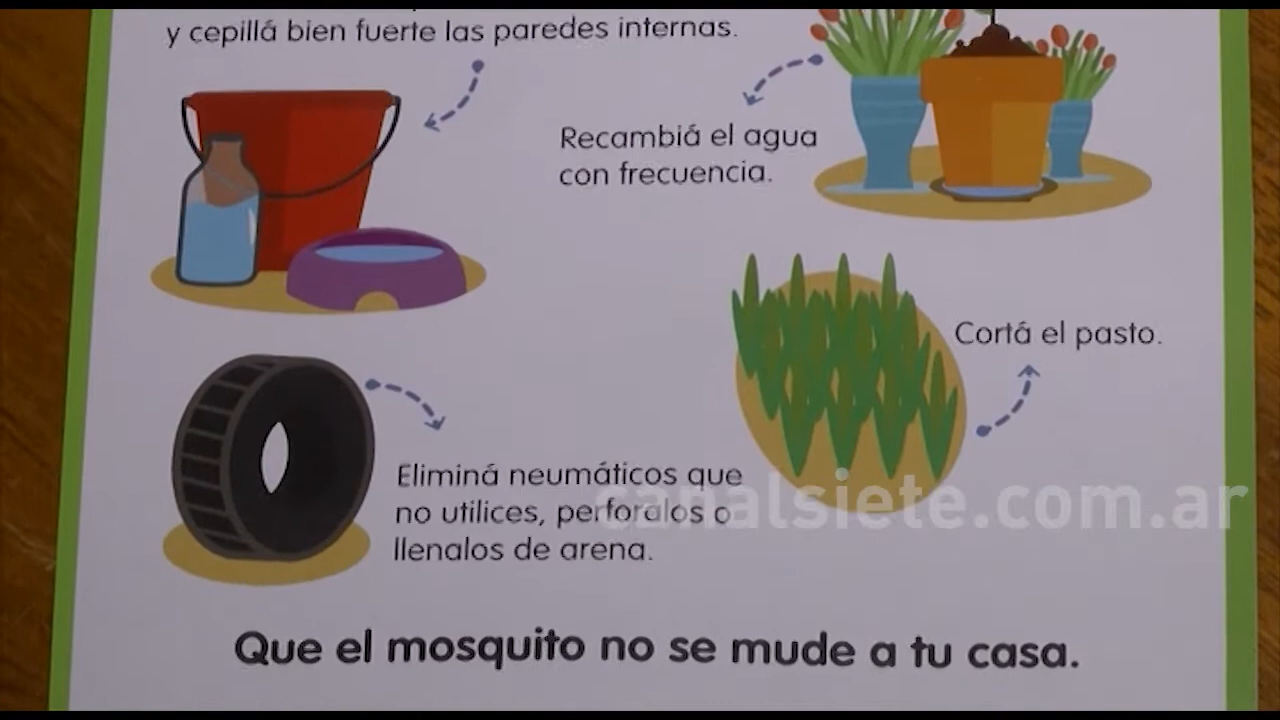 y cepillá bien fuerte las paredes internas.
Recambiá el agua
con frecuencia.
Cortá el pasto.
Eliminá neumáticos que
no utilices, perforalos o
llenalos de arena.
canalsiete.com.ar
Que el mosquito no se mude a tu casa.